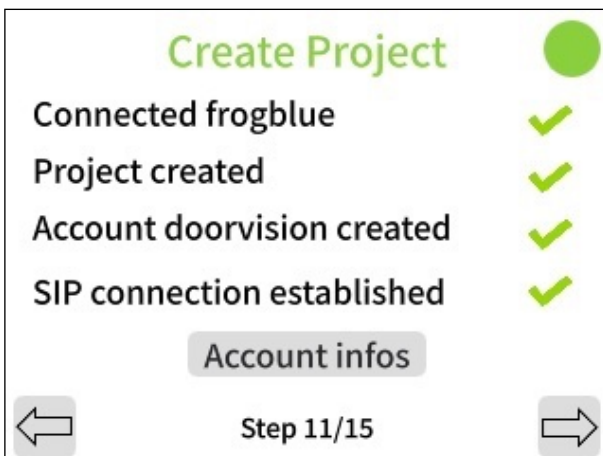 Create Project
Connected frogblue
Project created
Account doorvision created
SIP connection established
Account infos
Step 11/15